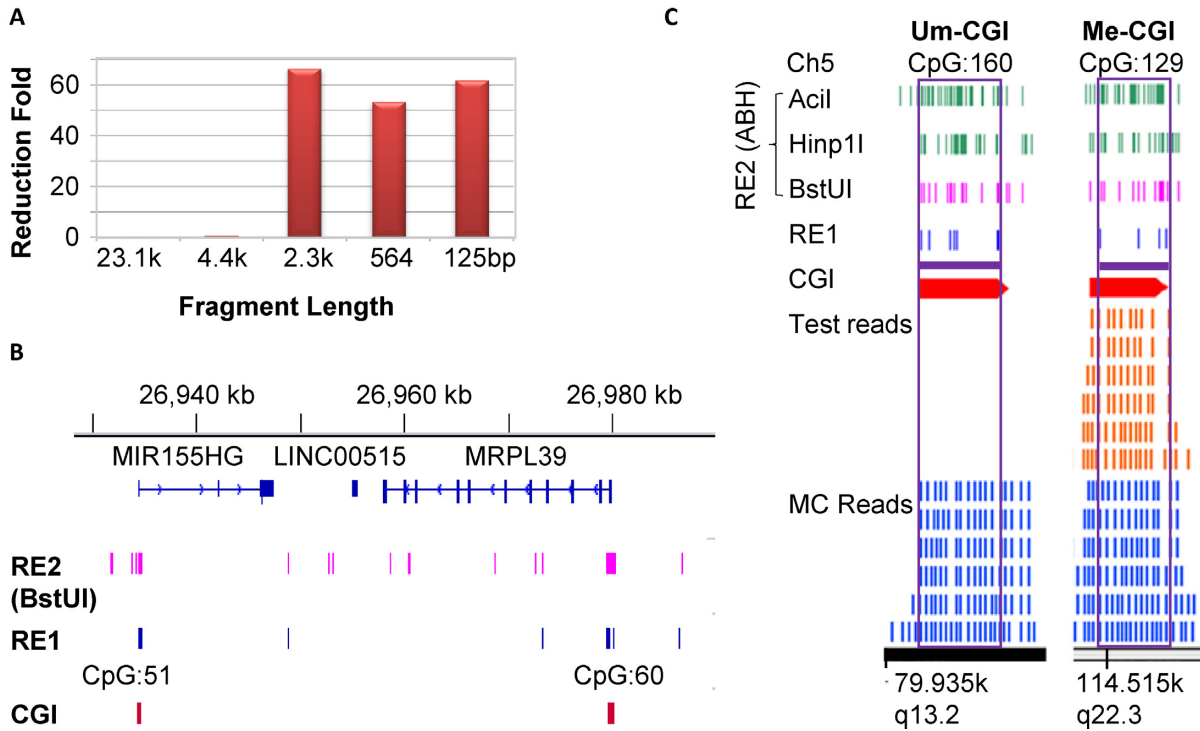 A
Reduction Fold
60
40
20
0
23.1k 4.4k 2.3k 564 125bp
Fragment Length
B
26,940 kb 26,960 kb 26,980 kb
MIR155HG LINC00515 MRPL39
RE2
(BstUI)
RE1
CpG:51 CpG:60
CGI
C
Um-CGI Me-CGI
Ch5 CpG:160 CpG:129
RE2 (ABH)
AciI
Hinp1I
BstUI
RE1
CGI
Test reads
MC Reads
79.935k 114.515k
q13.2 q22.3